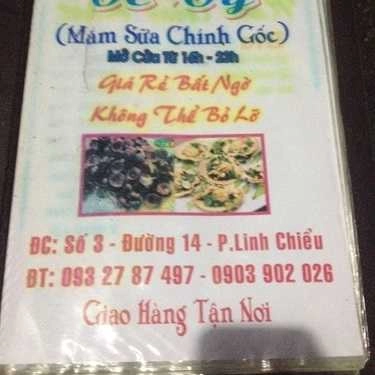 (Mắm Sữa Chính Gốc)
Mở Cửa Từ 16h - 23h
Giá Rẻ Bất Ngờ
Không Thể Bỏ Lỡ
ĐC: Số 3 - Đường 14 - P.Linh Chiểu
ĐT: 093 27 87 497 - 0903 902 026
Giao Hàng Tận Nơi